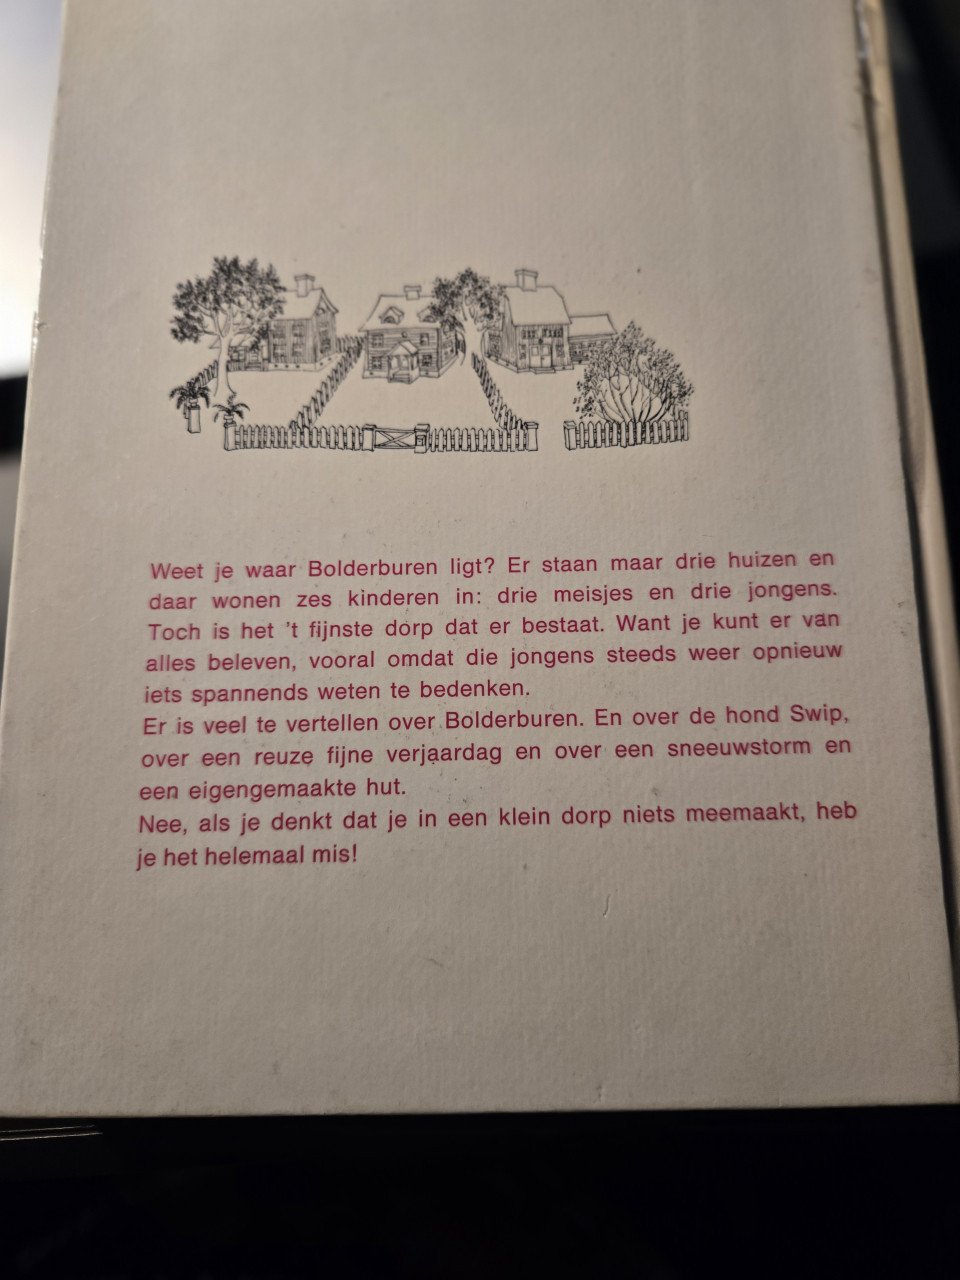 Weet je waar Bolderburen ligt? Er staan maar drie huizen en
daar wonen zes kinderen in: drie meisjes en drie jongens.
Toch is het 't fijnste dorp dat er bestaat. Want je kunt er van
alles beleven, vooral omdat die jongens steeds weer opnieuw
iets spannends weten te bedenken.
Er is veel te vertellen over Bolderburen. En over de hond Swip,
over een reuze fijne verjaardag en over een sneeuwstorm en
een eigengemaakte hut.
Nee, als je denkt dat je in een klein dorp niets meemaakt, heb
je het helemaal mis!